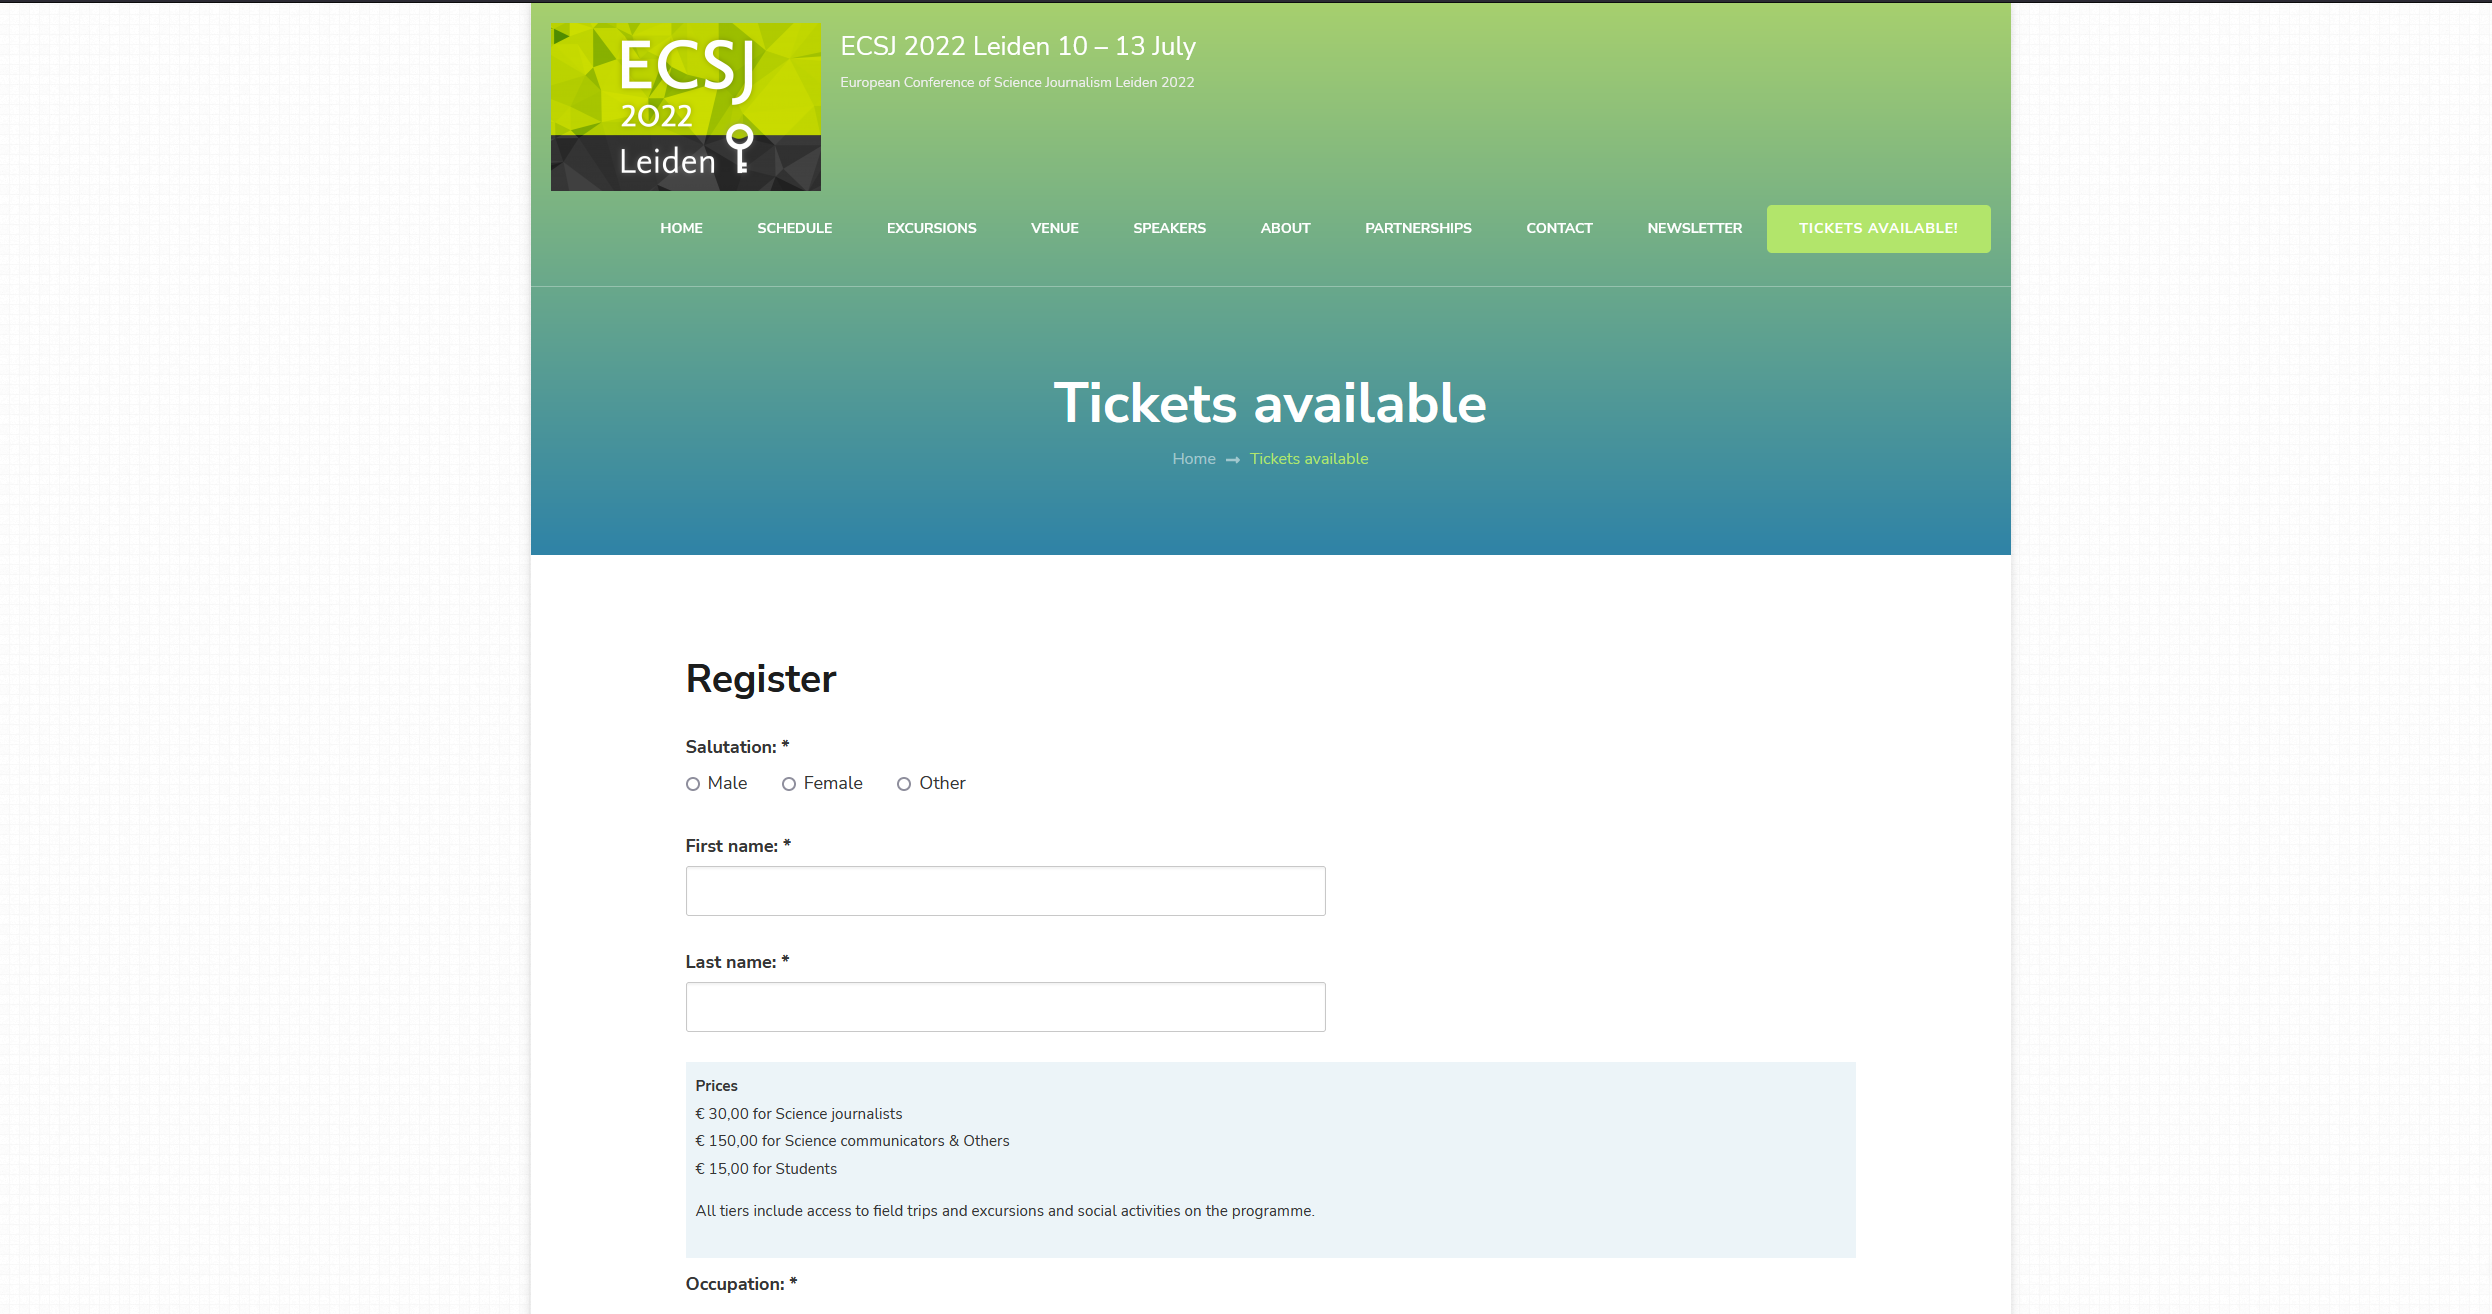 ECSJ
2022
Leiden
ECSJ 2022 Leiden 10 – 13 July
European Conference of Science Journalism Leiden 2022
HOME SCHEDULE EXCURSIONS VENUE SPEAKERS ABOUT PARTNERSHIPS CONTACT NEWSLETTER TICKETS AVAILABLE!
Tickets available
Home → Tickets available
Register
Salutation: *
Male Female Other
First name: *
Last name: *
Prices
€ 30,00 for Science journalists
€ 150,00 for Science communicators & Others
€ 15,00 for Students
All tiers include access to field trips and excursions and social activities on the programme.
Occupation: *